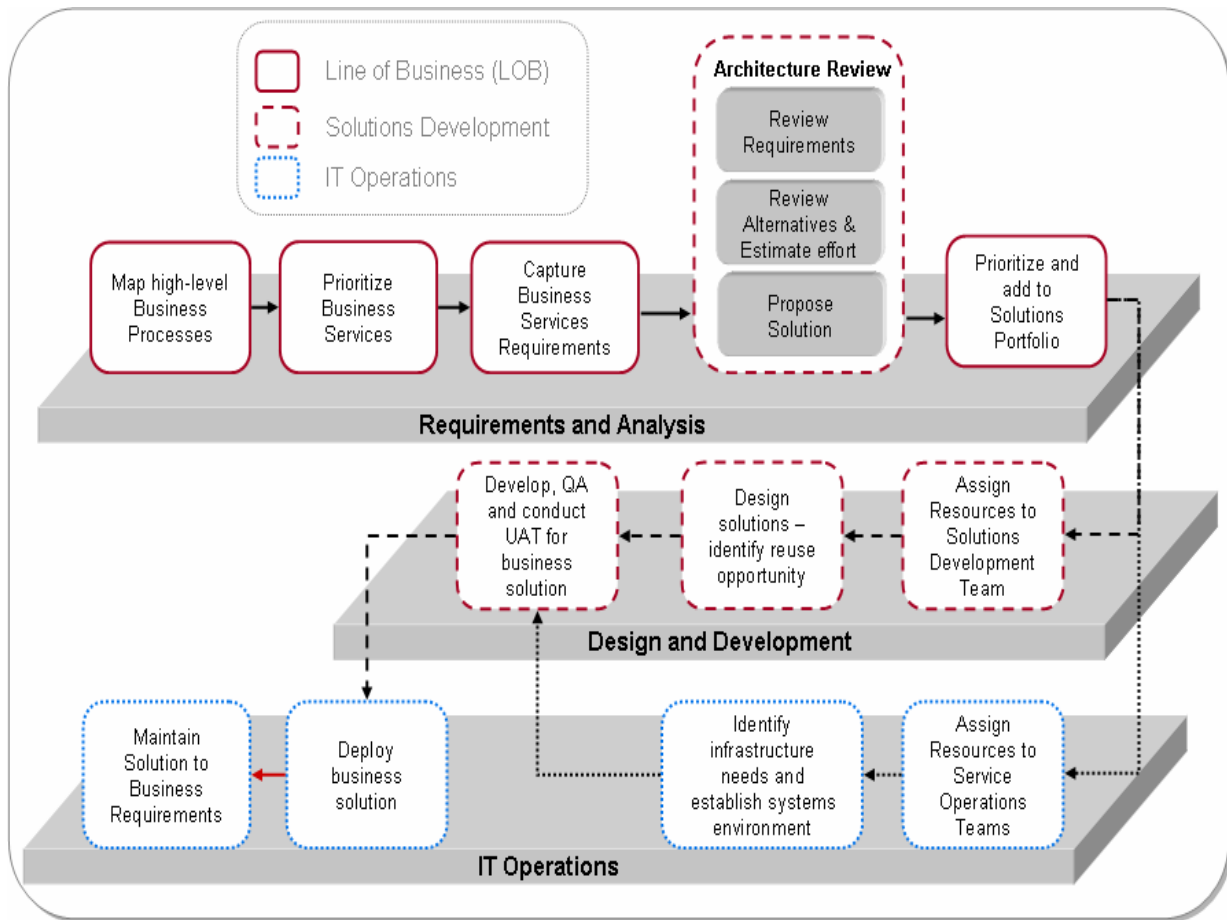 Line of Business (LOB)
Solutions Development
IT Operations
Architecture Review
Review
Requirements
Review
Alternatives &
Estimate effort
Propose
Solution
Map high-level
Business
Processes
Prioritize
Business
Services
Capture
Business
Services
Requirements
Prioritize and
add to
Solutions
Portfolio
Requirements and Analysis
Develop, QA
and conduct
UAT for
business
solution
Design
solutions –
identify reuse
opportunity
Assign
Resources to
Solutions
Development
Team
Design and Development
Maintain
Solution to
Business
Requirements
Deploy
business
solution
Identify
infrastructure
needs and
establish systems
environment
Assign
Resources to
Service
Operations
Teams
IT Operations